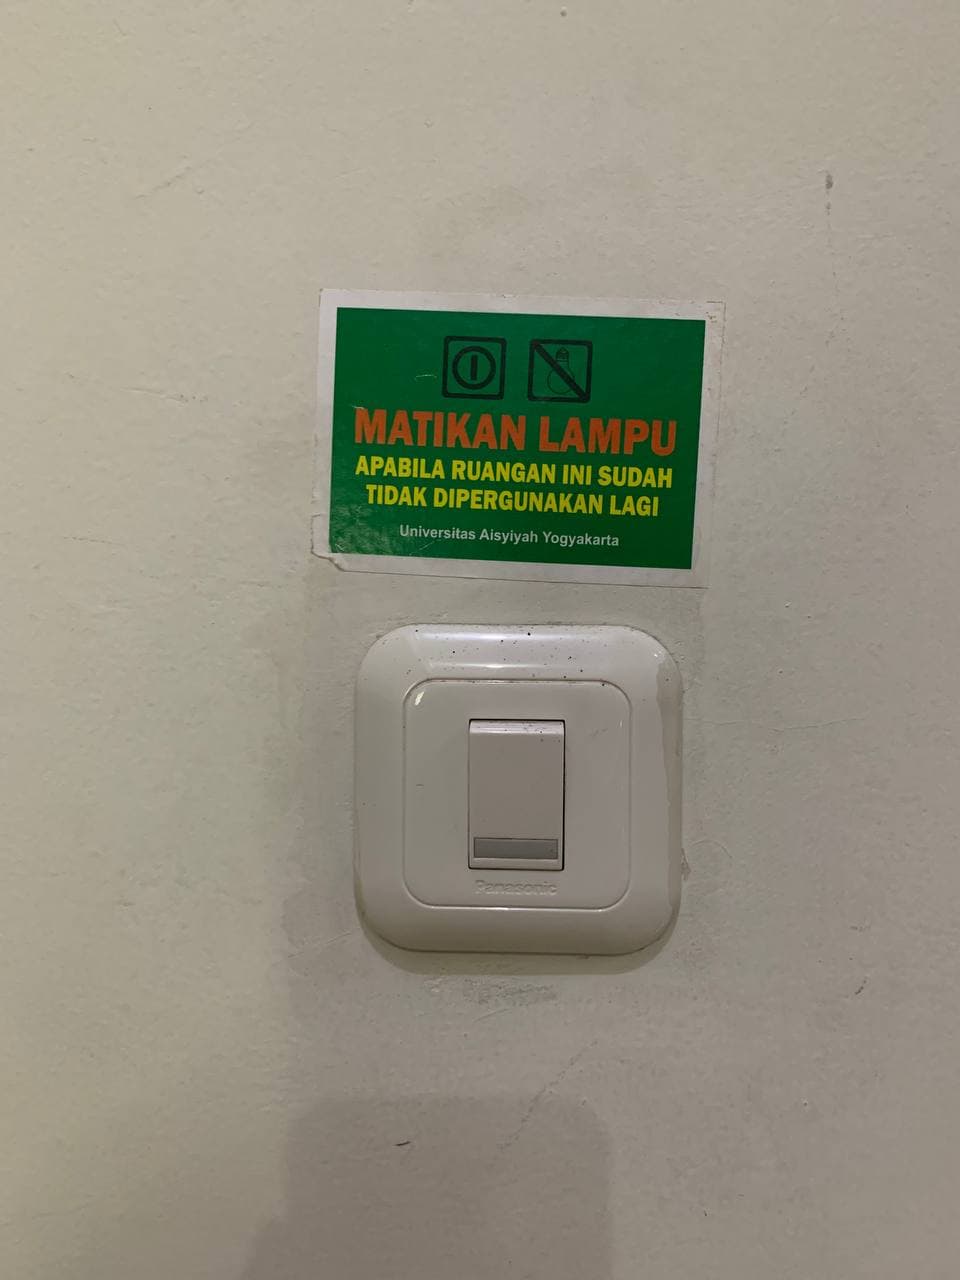 MATIKAN LAMPU
APABILA RUANGAN INI SUDAH
TIDAK DIPERGUNAKAN LAGI
Universitas Aisyiyah Yogyakarta
Panasonic